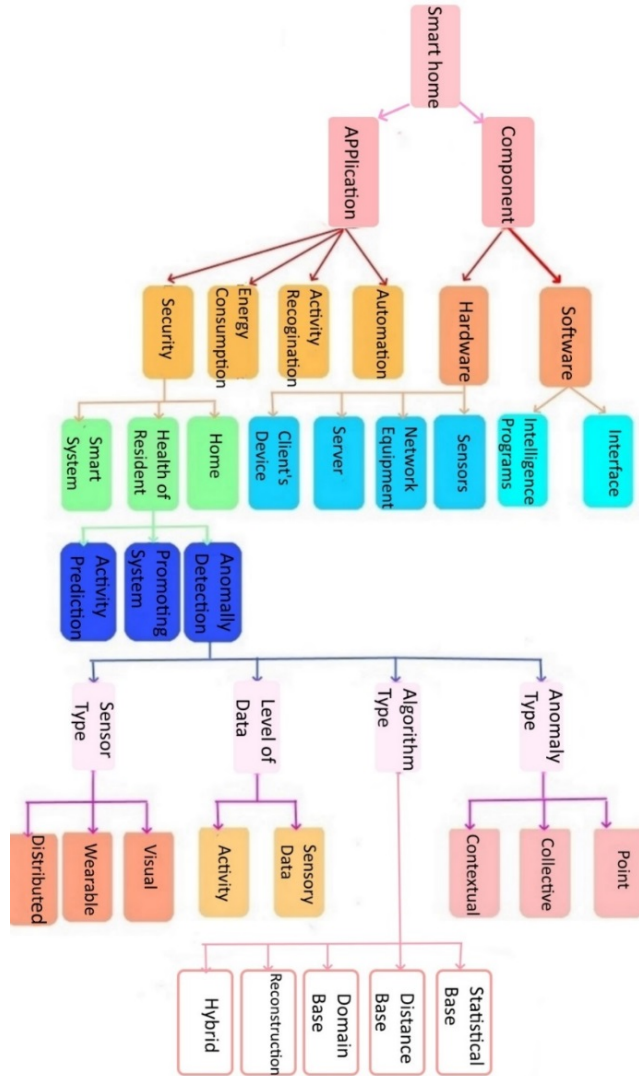 Smart home
Component
APPlication
Software
Hardware
Automation
Activity
Recogination
Energy
Consumption
Security
Interface
Intelligence
Programs
Sensors
Network
Equipment
Server
Client's
Device
Home
Health of
Resident
Smart
System
Anomally
Detection
Promoting
System
Activity
Prediction
Anomaly
Type
Algorithm
Type
Level of
Data
Sensor
Type
Point
Collective
Contextual
Sensory
Data
Activity
Visual
Wearable
Distributed
Statistical
Base
Distance
Base
Domain
Base
Reconstruction
Hybrid